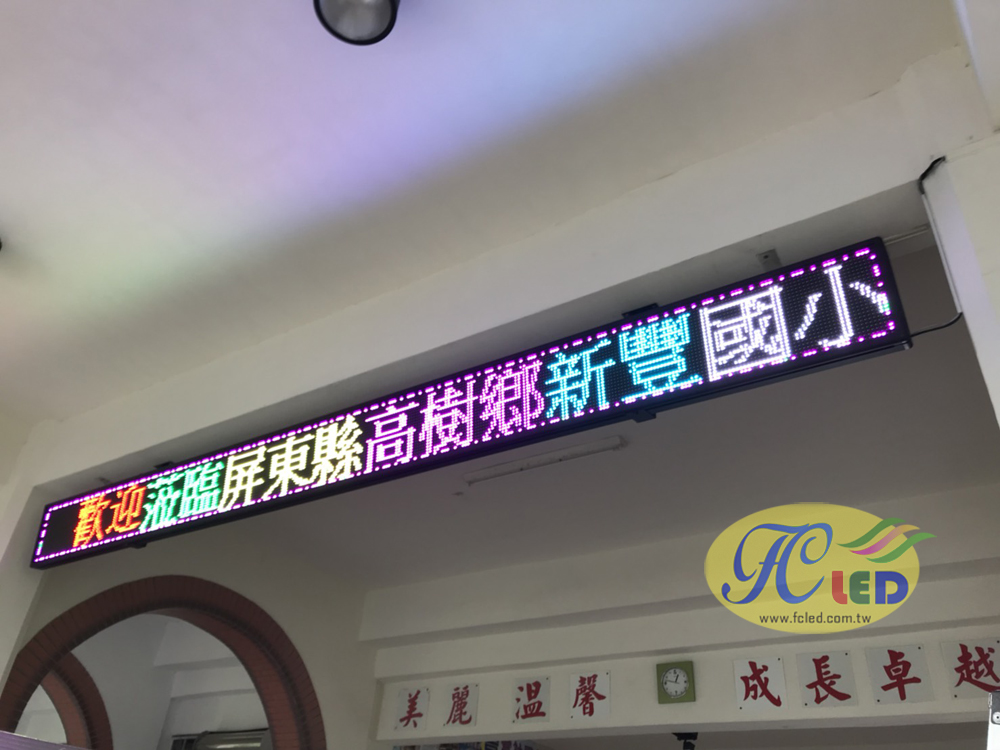 歡迎蒞臨屏東縣高樹鄉新豐國小
FC LED
www.fcled.com.tw
美麗溫馨 成長卓越